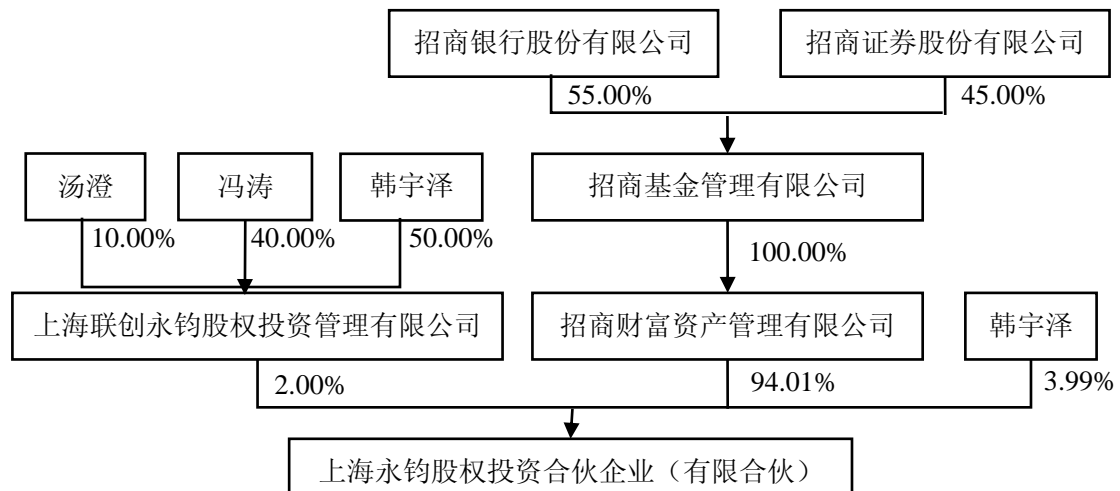 招商银行股份有限公司
招商证券股份有限公司
55.00%
45.00%
汤澄
冯涛
韩宇泽
招商基金管理有限公司
10.00%
40.00%
50.00%
100.00%
上海联创永钧股权投资管理有限公司
招商财富资产管理有限公司
韩宇泽
2.00%
94.01%
3.99%
上海永钧股权投资合伙企业（有限合伙）